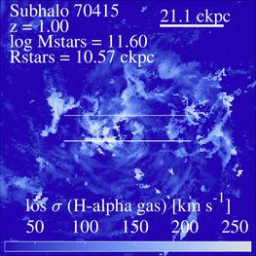 Subhalo 70415
z = 1.00
log Mstars = 11.60
Rstars = 10.57 ckpc
21.1 ckpc
los σ (H-alpha gas) [km s⁻¹]
50 100 150 200 250